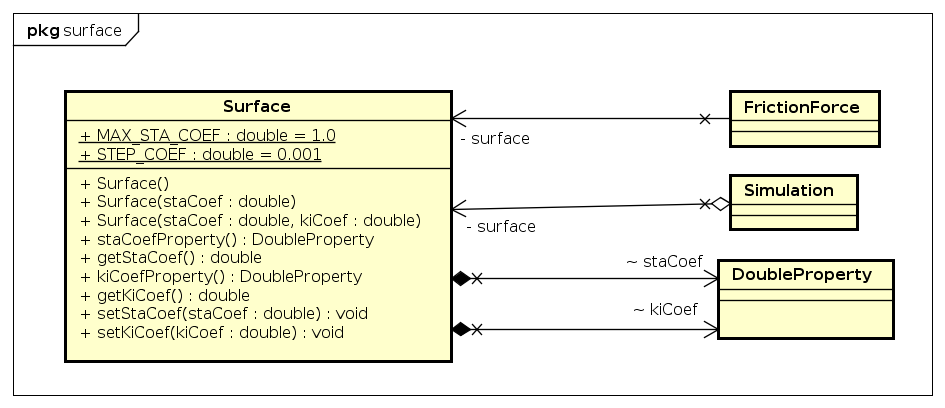 pkg surface
Surface
+ MAX_STA_COEF : double = 1.0
+ STEP_COEF : double = 0.001
+ Surface()
+ Surface(staCoef : double)
+ Surface(staCoef : double, kiCoef : double)
+ staCoefProperty() : DoubleProperty
+ getStaCoef() : double
+ kiCoefProperty() : DoubleProperty
+ getKiCoef() : double
+ setStaCoef(staCoef : double) : void
+ setKiCoef(kiCoef : double) : void
FrictionForce
- surface
Simulation
- surface
~ staCoef
DoubleProperty
~ kiCoef